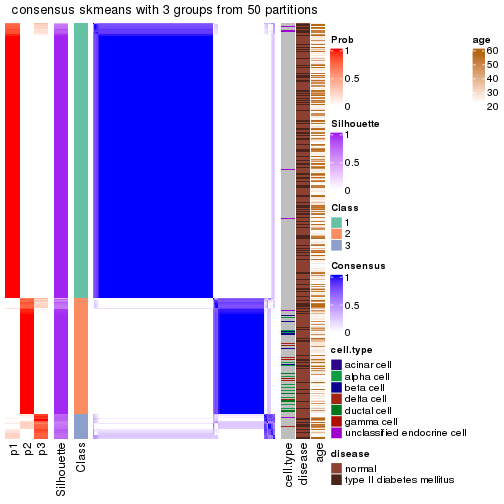 consensus skmeans with 3 groups from 50 partitions
Prob
1
0.5
0
age
60
50
40
30
20
Silhouette
1
0.5
0
Class
1
2
3
Consensus
1
0.5
0
cell.type
acinar cell
alpha cell
beta cell
delta cell
ductal cell
gamma cell
unclassified endocrine cell
disease
normal
type II diabetes mellitus
p1
p2
p3
Silhouette
Class
cell.type
disease
age